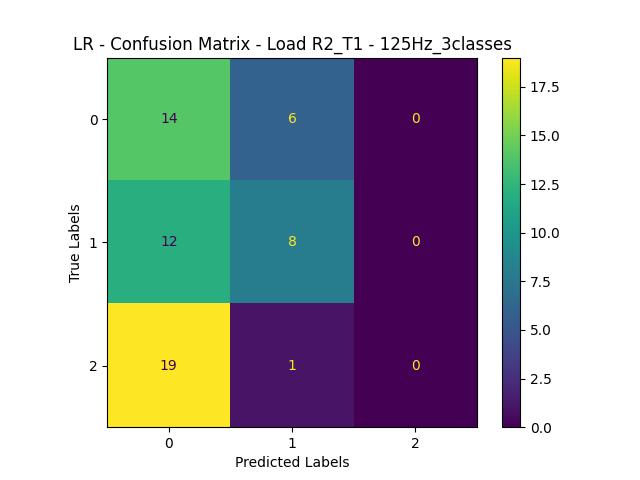 LR - Confusion Matrix - Load R2_T1 - 125Hz_3classes
True Labels
0 14 6 0
1 12 8 0
2 19 1 0
0 1 2
Predicted Labels
17.5
15.0
12.5
10.0
7.5
5.0
2.5
0.0